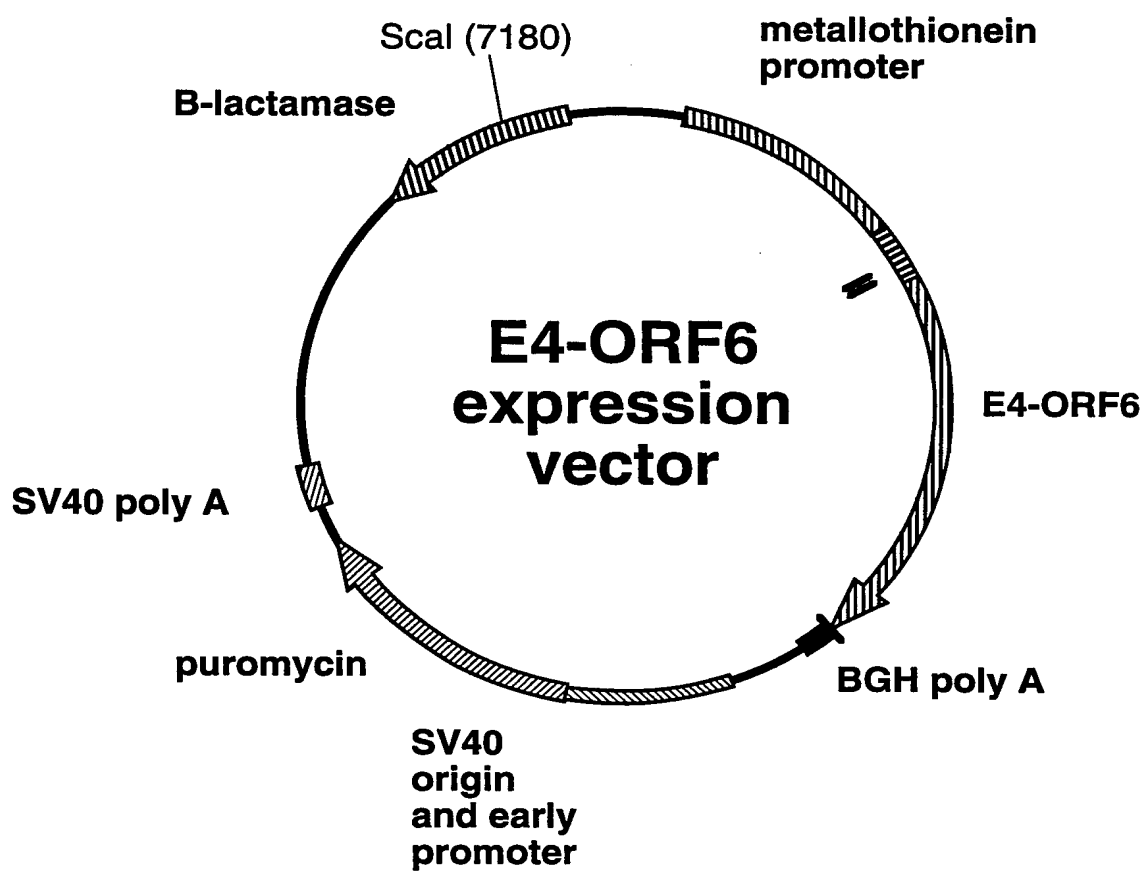 ScaI (7180)
metallothionein
promoter
B-lactamase
E4-ORF6
expression
vector
E4-ORF6
SV40 poly A
puromycin
BGH poly A
SV40
origin
and early
promoter